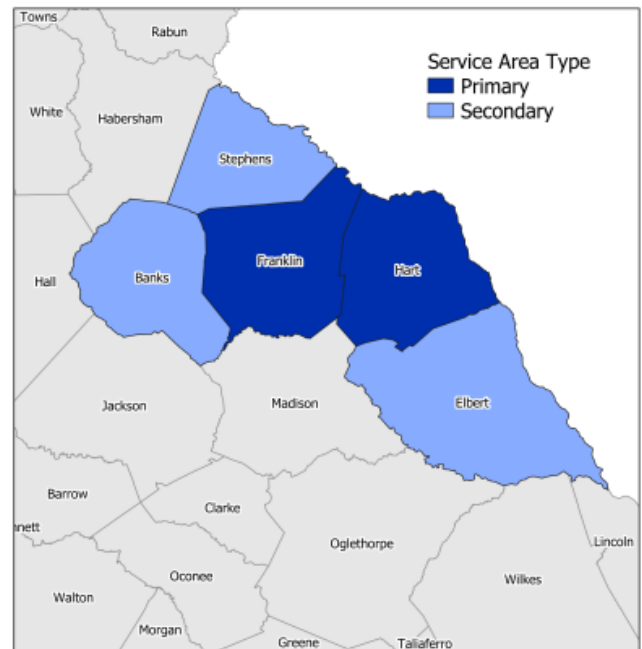 Towns
Rabun
Service Area Type
Primary
Secondary
White
Habersham
Stephens
Franklin
Hart
Hall
Banks
Elbert
Jackson
Madison
Barrow
Clarke
nnett
Oglethorpe
Lincoln
Oconee
Wilkes
Walton
Morgan
Greene
Taliaferro